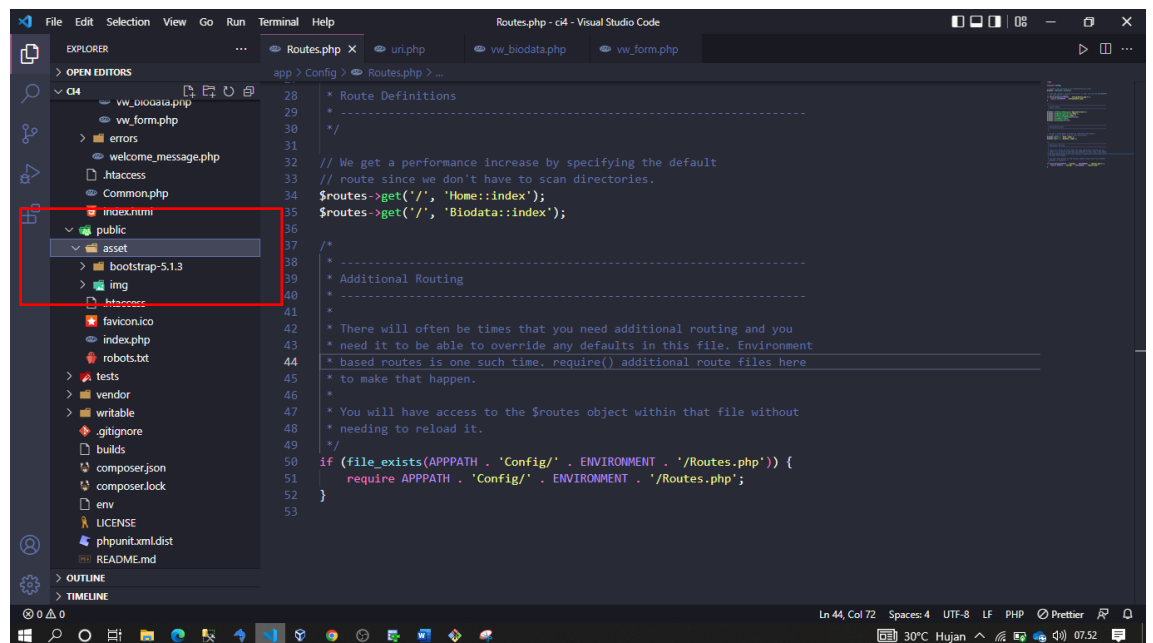 File Edit Selection View Go Run Terminal Help Routes.php - ci4 - Visual Studio Code
EXPLORER
Routes.php uri.php vw_biodata.php vw_form.php
OPEN EDITORS
app > Config > Routes.php > ...
CI4
vw_biodata.php
vw_form.php
errors
welcome_message.php
.htaccess
Common.php
index.html
public
asset
bootstrap-5.1.3
img
.htaccess
favicon.ico
index.php
robots.txt
tests
vendor
writable
.gitignore
builds
composer.json
composer.lock
env
LICENSE
phpunit.xml.dist
README.md
OUTLINE
TIMELINE
28 * Route Definitions
29 * --------------------------------------------------------------------
30 */
31
32 // We get a performance increase by specifying the default
33 // route since we don't have to scan directories.
34 $routes->get('/', 'Home::index');
35 $routes->get('/', 'Biodata::index');
36
37 /*
38 * --------------------------------------------------------------------
39 * Additional Routing
40 * --------------------------------------------------------------------
41 *
42 * There will often be times that you need additional routing and you
43 * need it to be able to override any defaults in this file. Environment
44 * based routes is one such time. require() additional route files here
45 * to make that happen.
46 *
47 * You will have access to the $routes object within that file without
48 * needing to reload it.
49 */
50 if (file_exists(APPPATH . 'Config/' . ENVIRONMENT . '/Routes.php')) {
51 require APPPATH . 'Config/' . ENVIRONMENT . '/Routes.php';
52 }
53
0 0 Ln 44, Col 72 Spaces: 4 UTF-8 LF PHP Prettier
30°C Hujan 07.52